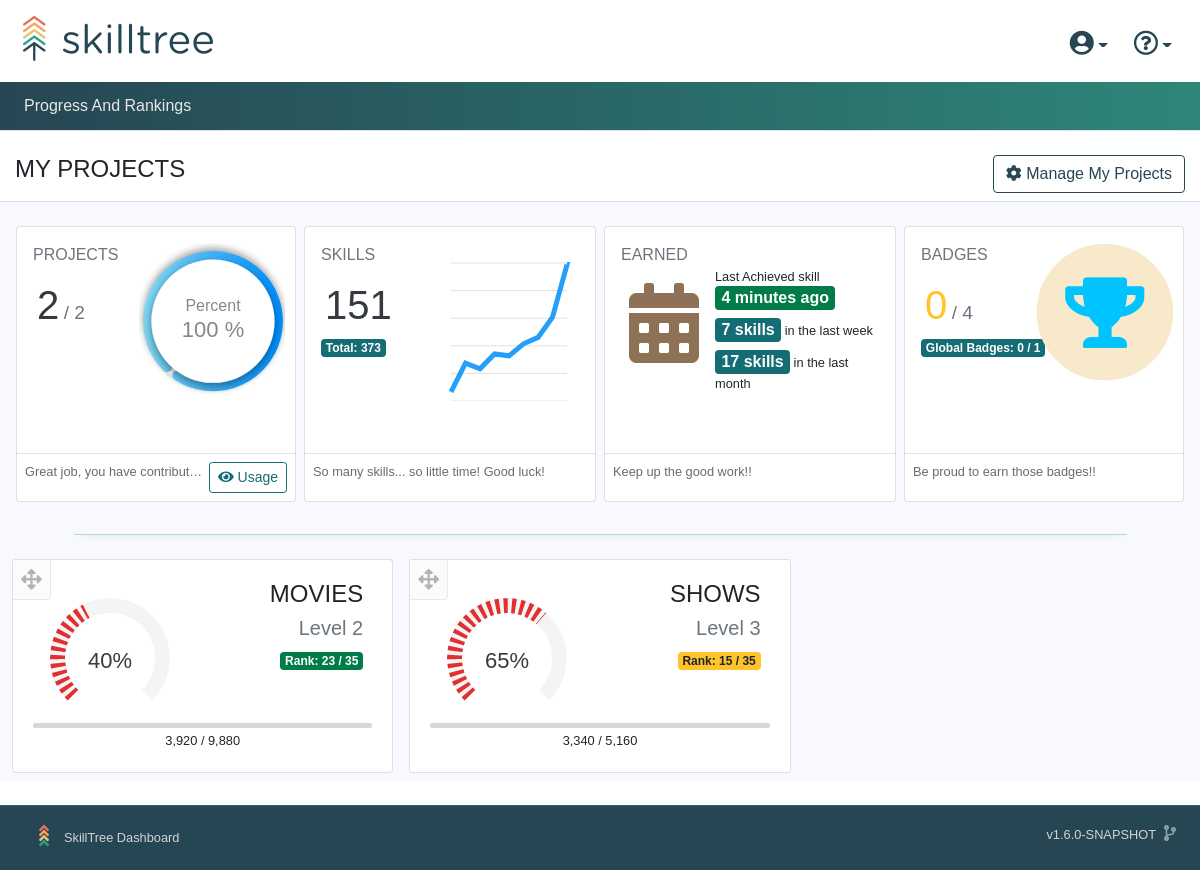 skilltree
Progress And Rankings
MY PROJECTS
Manage My Projects
PROJECTS
2 / 2
Percent
100 %
Great job, you have contribut…
Usage
SKILLS
151
Total: 373
So many skills... so little time! Good luck!
EARNED
Last Achieved skill
4 minutes ago
7 skills in the last week
17 skills in the last
month
Keep up the good work!!
BADGES
0 / 4
Global Badges: 0 / 1
Be proud to earn those badges!!
MOVIES
Level 2
Rank: 23 / 35
40%
3,920 / 9,880
SHOWS
Level 3
Rank: 15 / 35
65%
3,340 / 5,160
SkillTree Dashboard
v1.6.0-SNAPSHOT